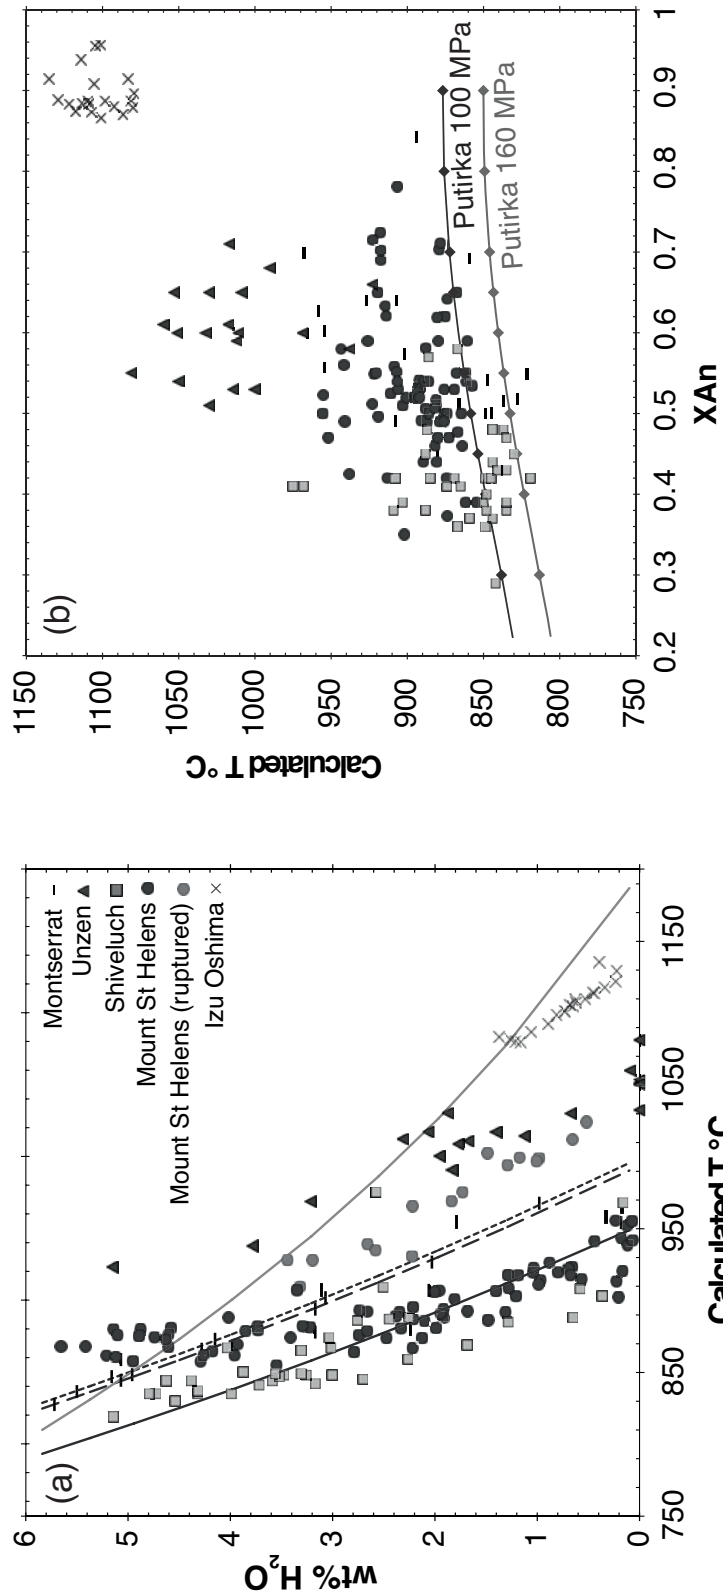 (a)
wt% H₂O
6
5
4
3
2
1
0
750
850
950
1050
1150
Calculated T °C
Montserrat
Unzen
Shiveluch
Mount St Helens
Mount St Helens (ruptured)
Izu Oshima
(b)
Calculated T °C
1150
1100
1050
1000
950
900
850
800
750
0.2
0.3
0.4
0.5
0.6
0.7
0.8
0.9
1
XAn
Putirka 100 MPa
Putirka 160 MPa